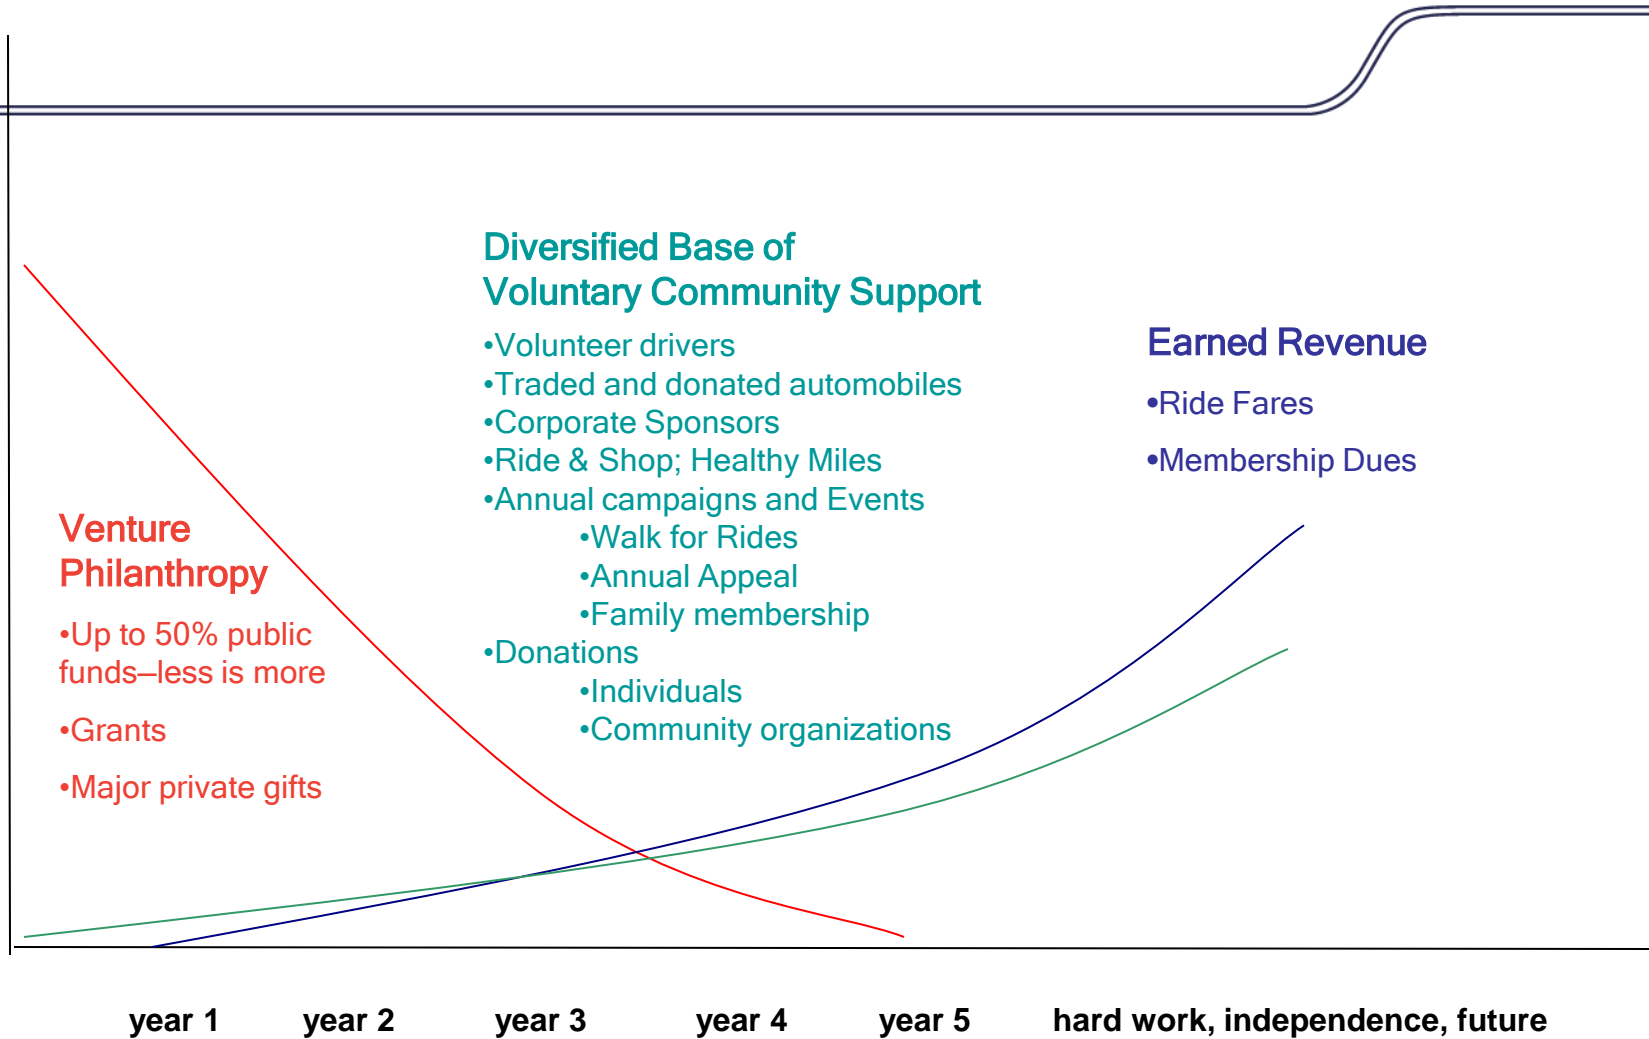 Diversified Base of
Voluntary Community Support
•Volunteer drivers
•Traded and donated automobiles
•Corporate Sponsors
•Ride & Shop; Healthy Miles
•Annual campaigns and Events
•Walk for Rides
•Annual Appeal
•Family membership
•Donations
•Individuals
•Community organizations
Earned Revenue
•Ride Fares
•Membership Dues
Venture
Philanthropy
•Up to 50% public
funds–less is more
•Grants
•Major private gifts
year 1 year 2 year 3 year 4 year 5 hard work, independence, future